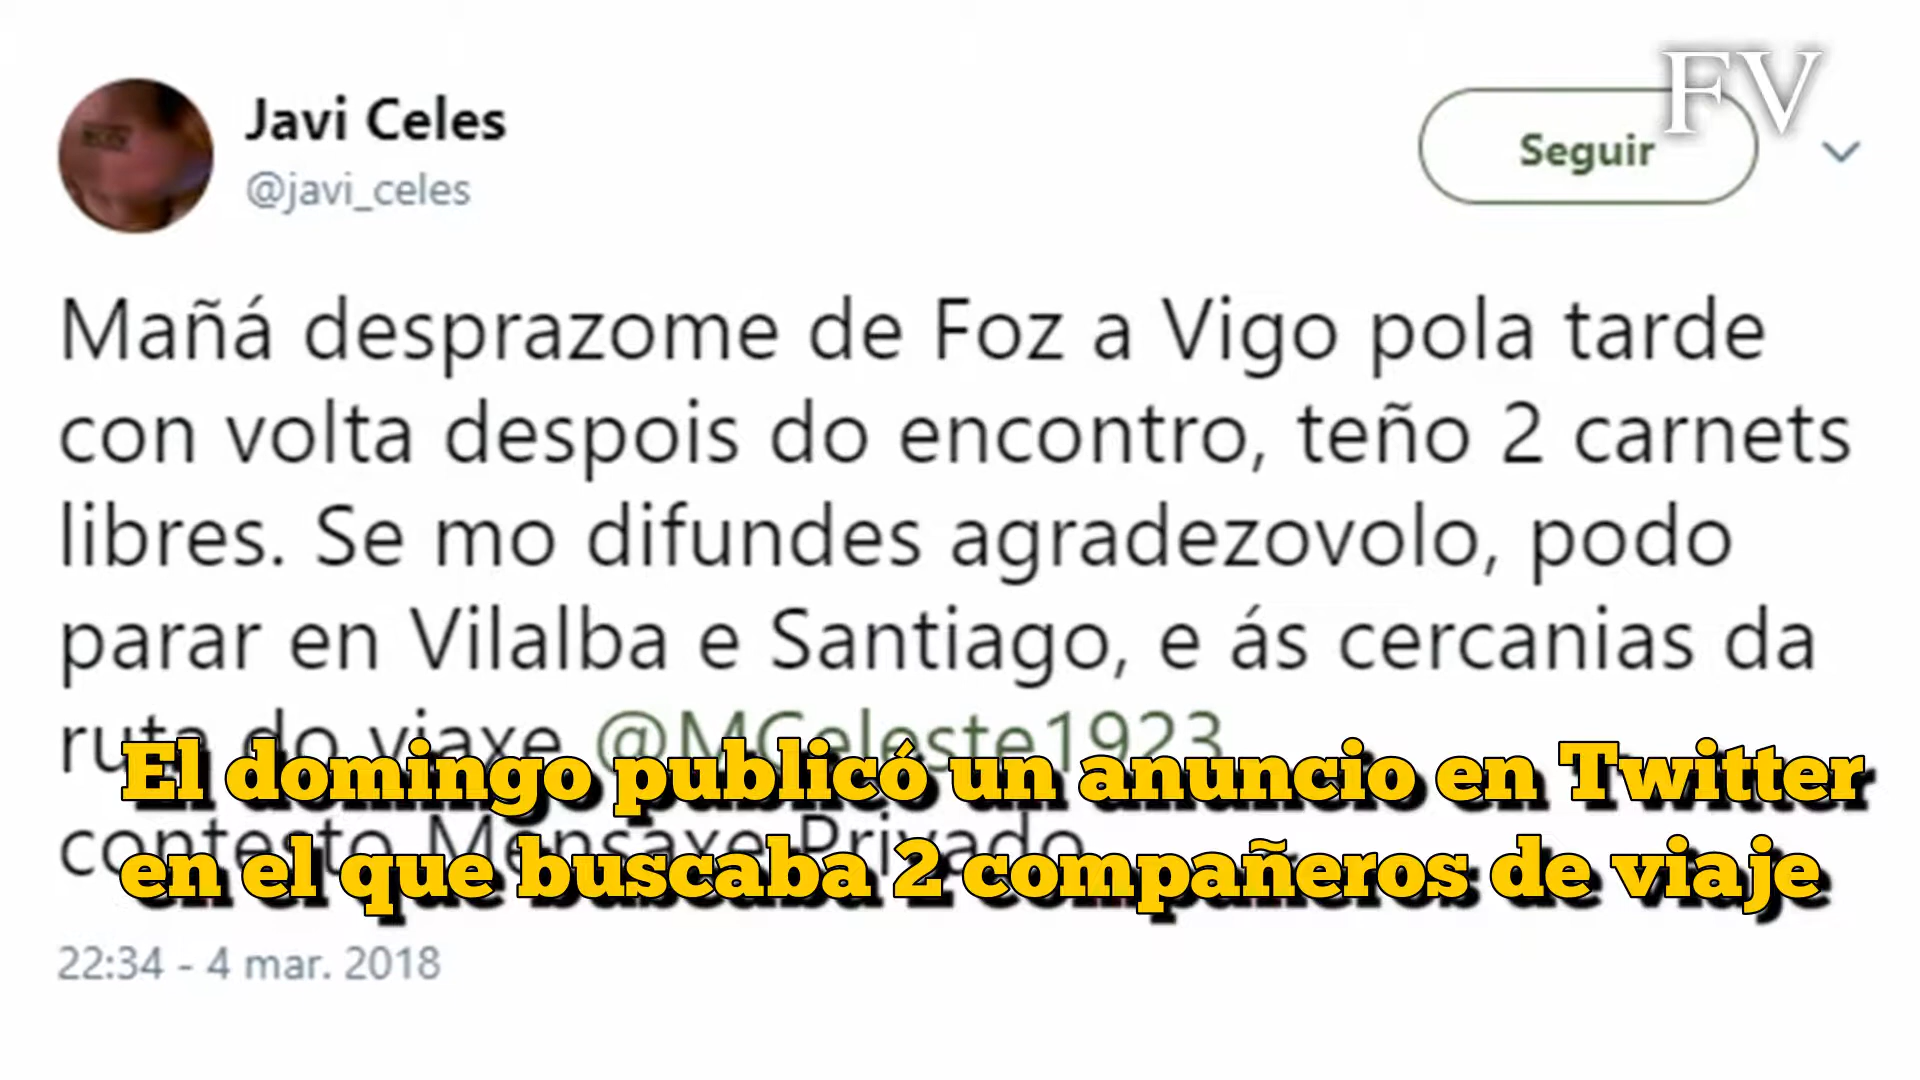 FV
Javi Celes
@javi_celes
Seguir
Mañá desprazome de Foz a Vigo pola tarde
con volta despois do encontro, teño 2 carnets
libres. Se mo difundes agradezovolo, podo
parar en Vilalba e Santiago, e ás cercanias da
ruta do viaxe @MCeleste1923
El domingo publicó un anuncio en Twitter
contesto Mensaxe Privado
en el que buscaba 2 compañeros de viaje
22:34 - 4 mar. 2018